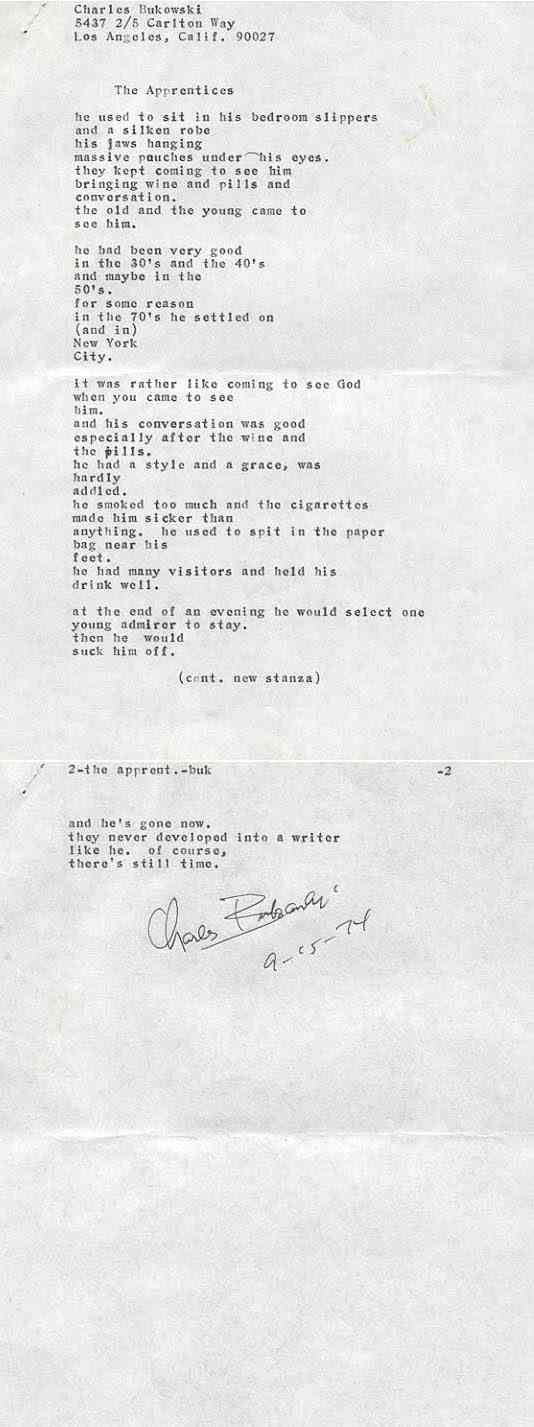 Charles Bukowski
5437 2/5 Carlton Way
Los Angeles, Calif. 90027
The Apprentices
he used to sit in his bedroom slippers
and a silken robe
his jaws hanging
massive pouches under his eyes.
they kept coming to see him
bringing wine and pills and
conversation.
the old and the young came to
see him.
he had been very good
in the 30's and the 40's
and maybe in the
50's.
for some reason
in the 70's he settled on
(and in)
New York
City.
it was rather like coming to see God
when you came to see
him.
and his conversation was good
especially after the wine and
the pills.
he had a style and a grace, was
hardly
addled.
he smoked too much and the cigarettes
made him sicker than
anything. he used to spit in the paper
bag near his
feet.
he had many visitors and held his
drink well.
at the end of an evening he would select one
young admirer to stay.
then he would
suck him off.
(cont. new stanza)
2-the apprent.-buk -2
and he's gone now.
they never developed into a writer
like he. of course,
there's still time.
Charles Bukowski
9-15-74